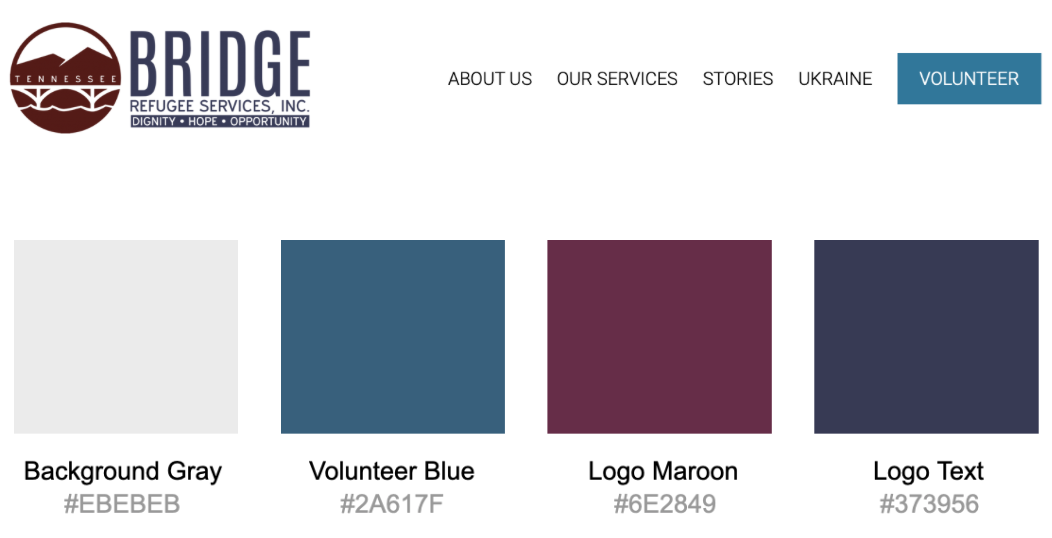 TENNESSEE
BRIDGE
REFUGEE SERVICES, INC.
DIGNITY • HOPE • OPPORTUNITY
ABOUT US OUR SERVICES STORIES UKRAINE VOLUNTEER
Background Gray Volunteer Blue Logo Maroon Logo Text
#EBEBEB #2A617F #6E2849 #373956